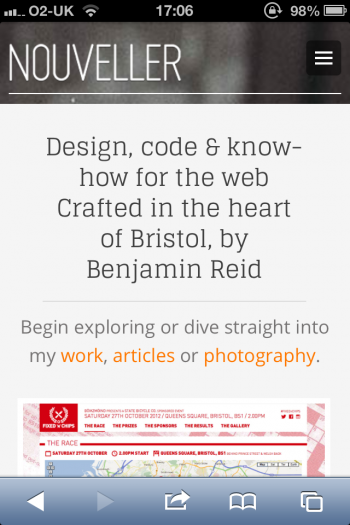 O2-UK 17:06 98%
NOUVELLER
Design, code & know-
how for the web
Crafted in the heart
of Bristol, by
Benjamin Reid
Begin exploring or dive straight into
my work, articles or photography.
SATURDAY 27TH OCTOBER 2012 / QUEENS SQUARE, BRISTOL, BS1 / 2.00PM
FIXED 'N' CHIPS
THE RACE THE PRIZES THE SPONSORS THE RESULTS THE GALLERY
THE RACE
SATURDAY 27TH OCTOBER 2:00PM START QUEENS SQUARE, BRISTOL, BS1